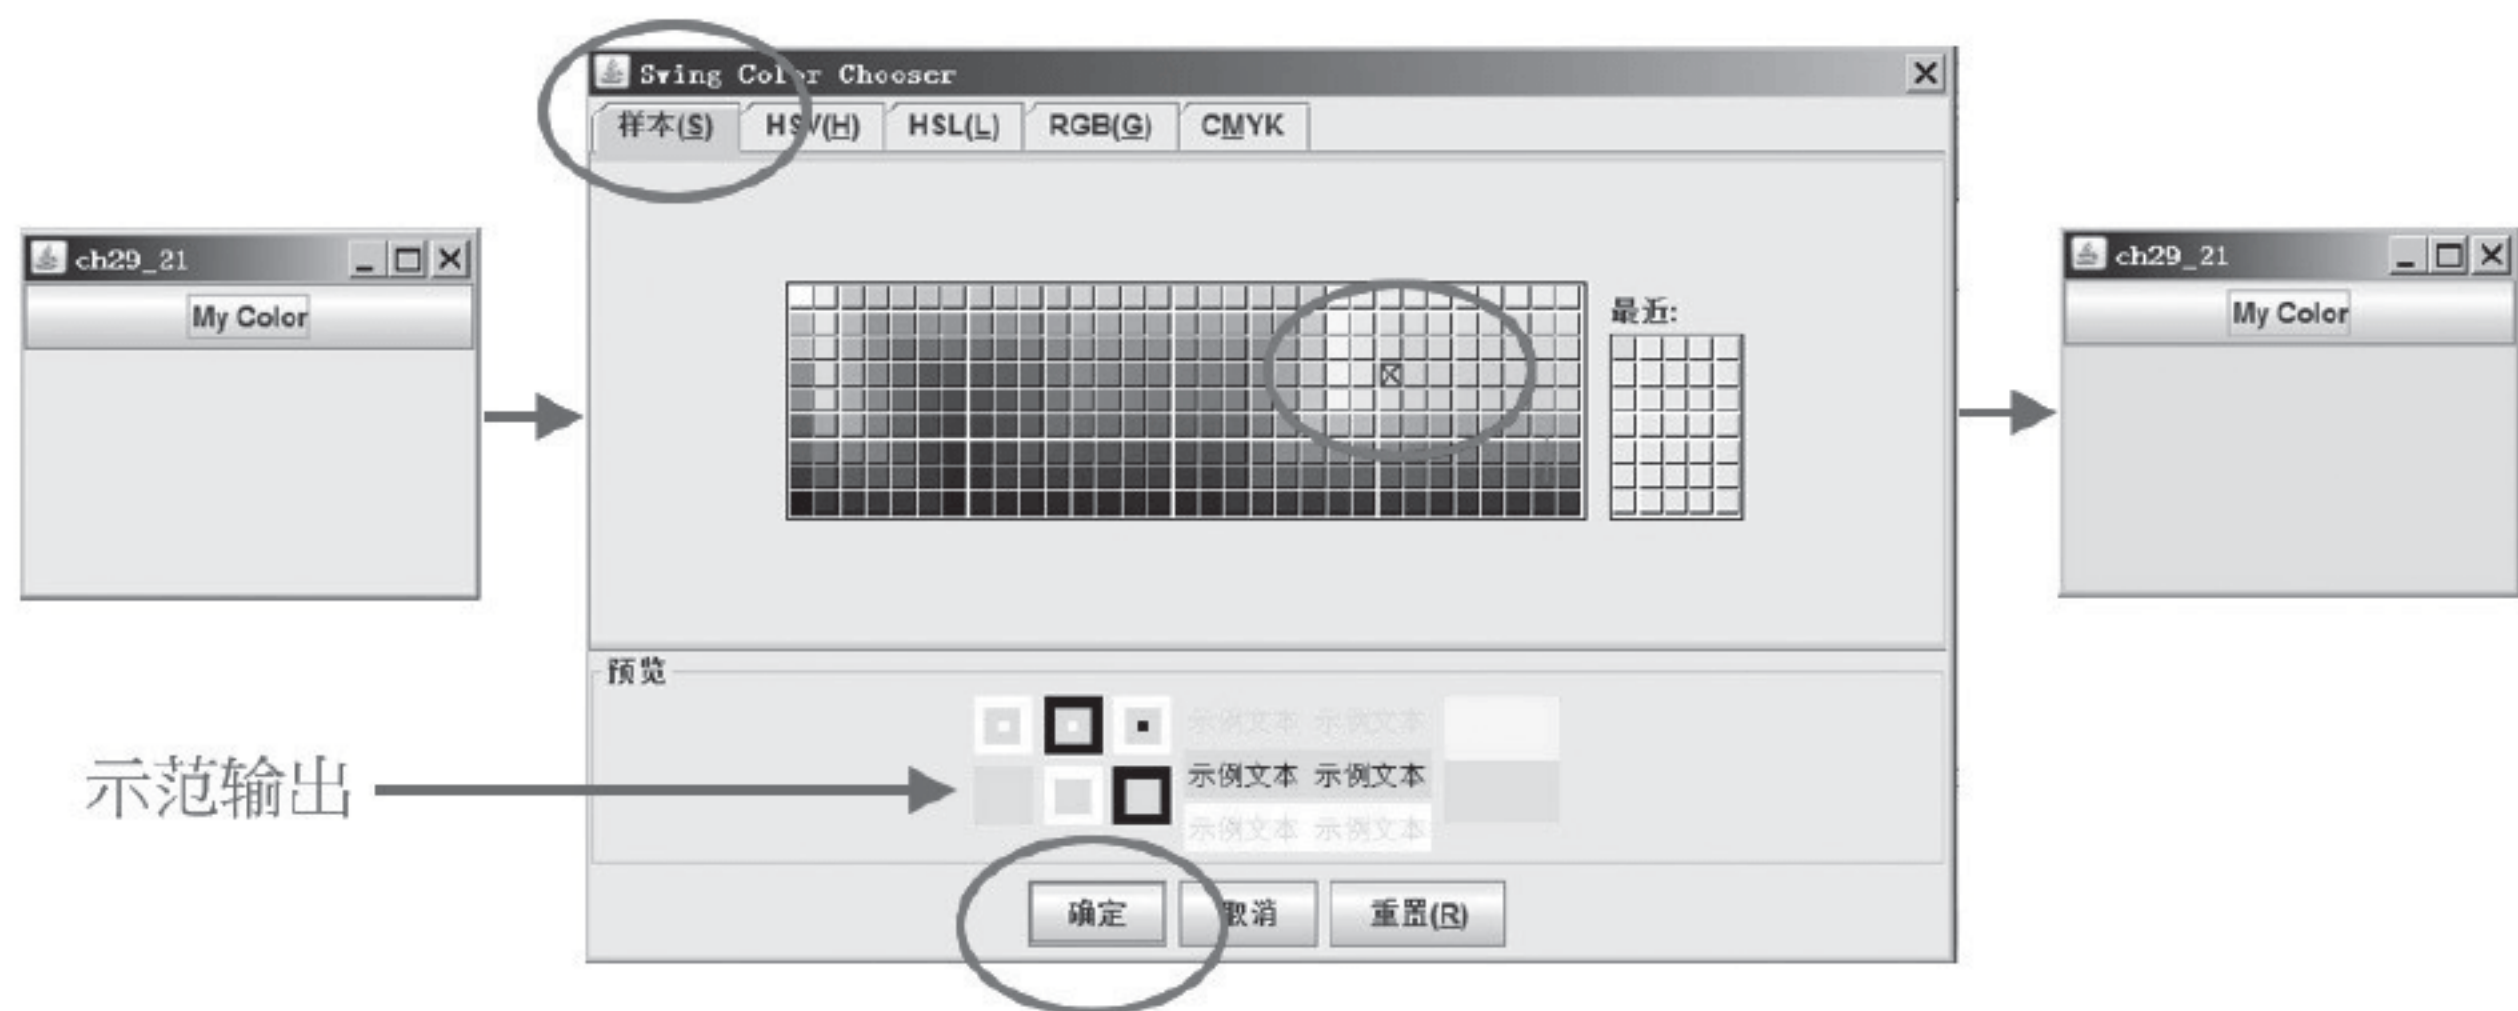 Swing Color Chooser
样本(S) HSV(H) HSL(L) RGB(G) CMYK
ch29_21
My Color
最近:
ch29_21
My Color
预览
示例文本 示例文本
示例文本 示例文本
示例文本 示例文本
示范输出
确定 取消 重置(R)